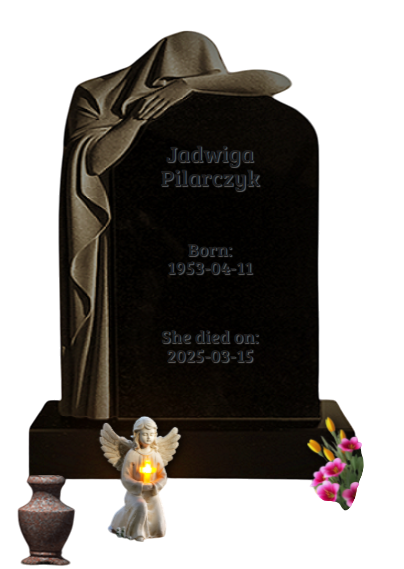 Jadwiga
Pilarczyk
Born:
1953-04-11
She died on:
2025-03-15